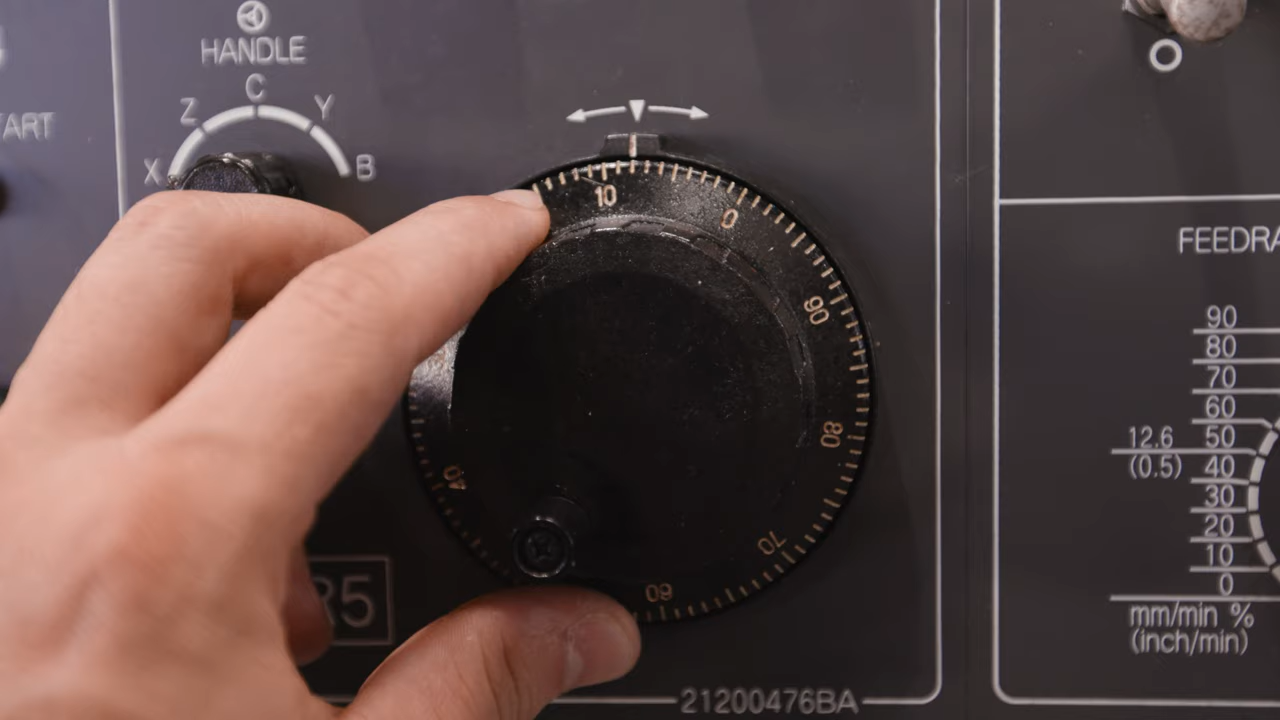 ART
HANDLE
X Z C Y B
10 0 90 80 70 60 40
R5
21200476BA
FEEDRA
90
80
70
60
12.6 50
(0.5) 40
30
20
10
0
mm/min %
(inch/min)